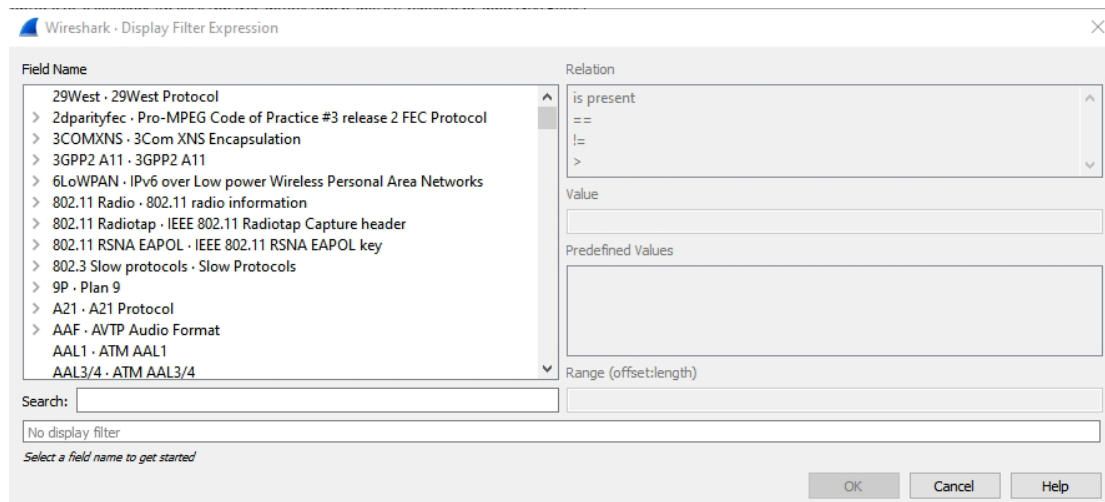 Wireshark · Display Filter Expression
Field Name
29West · 29West Protocol
2dparityfec · Pro-MPEG Code of Practice #3 release 2 FEC Protocol
3COMXNS · 3Com XNS Encapsulation
3GPP2 A11 · 3GPP2 A11
6LoWPAN · IPv6 over Low power Wireless Personal Area Networks
802.11 Radio · 802.11 radio information
802.11 Radiotap · IEEE 802.11 Radiotap Capture header
802.11 RSNA EAPOL · IEEE 802.11 RSNA EAPOL key
802.3 Slow protocols · Slow Protocols
9P · Plan 9
A21 · A21 Protocol
AAF · AVTP Audio Format
AAL1 · ATM AAL1
AAL3/4 · ATM AAL3/4
Search:
Relation
is present
==
!=
>
Value
Predefined Values
Range (offset:length)
No display filter
Select a field name to get started
OK
Cancel
Help